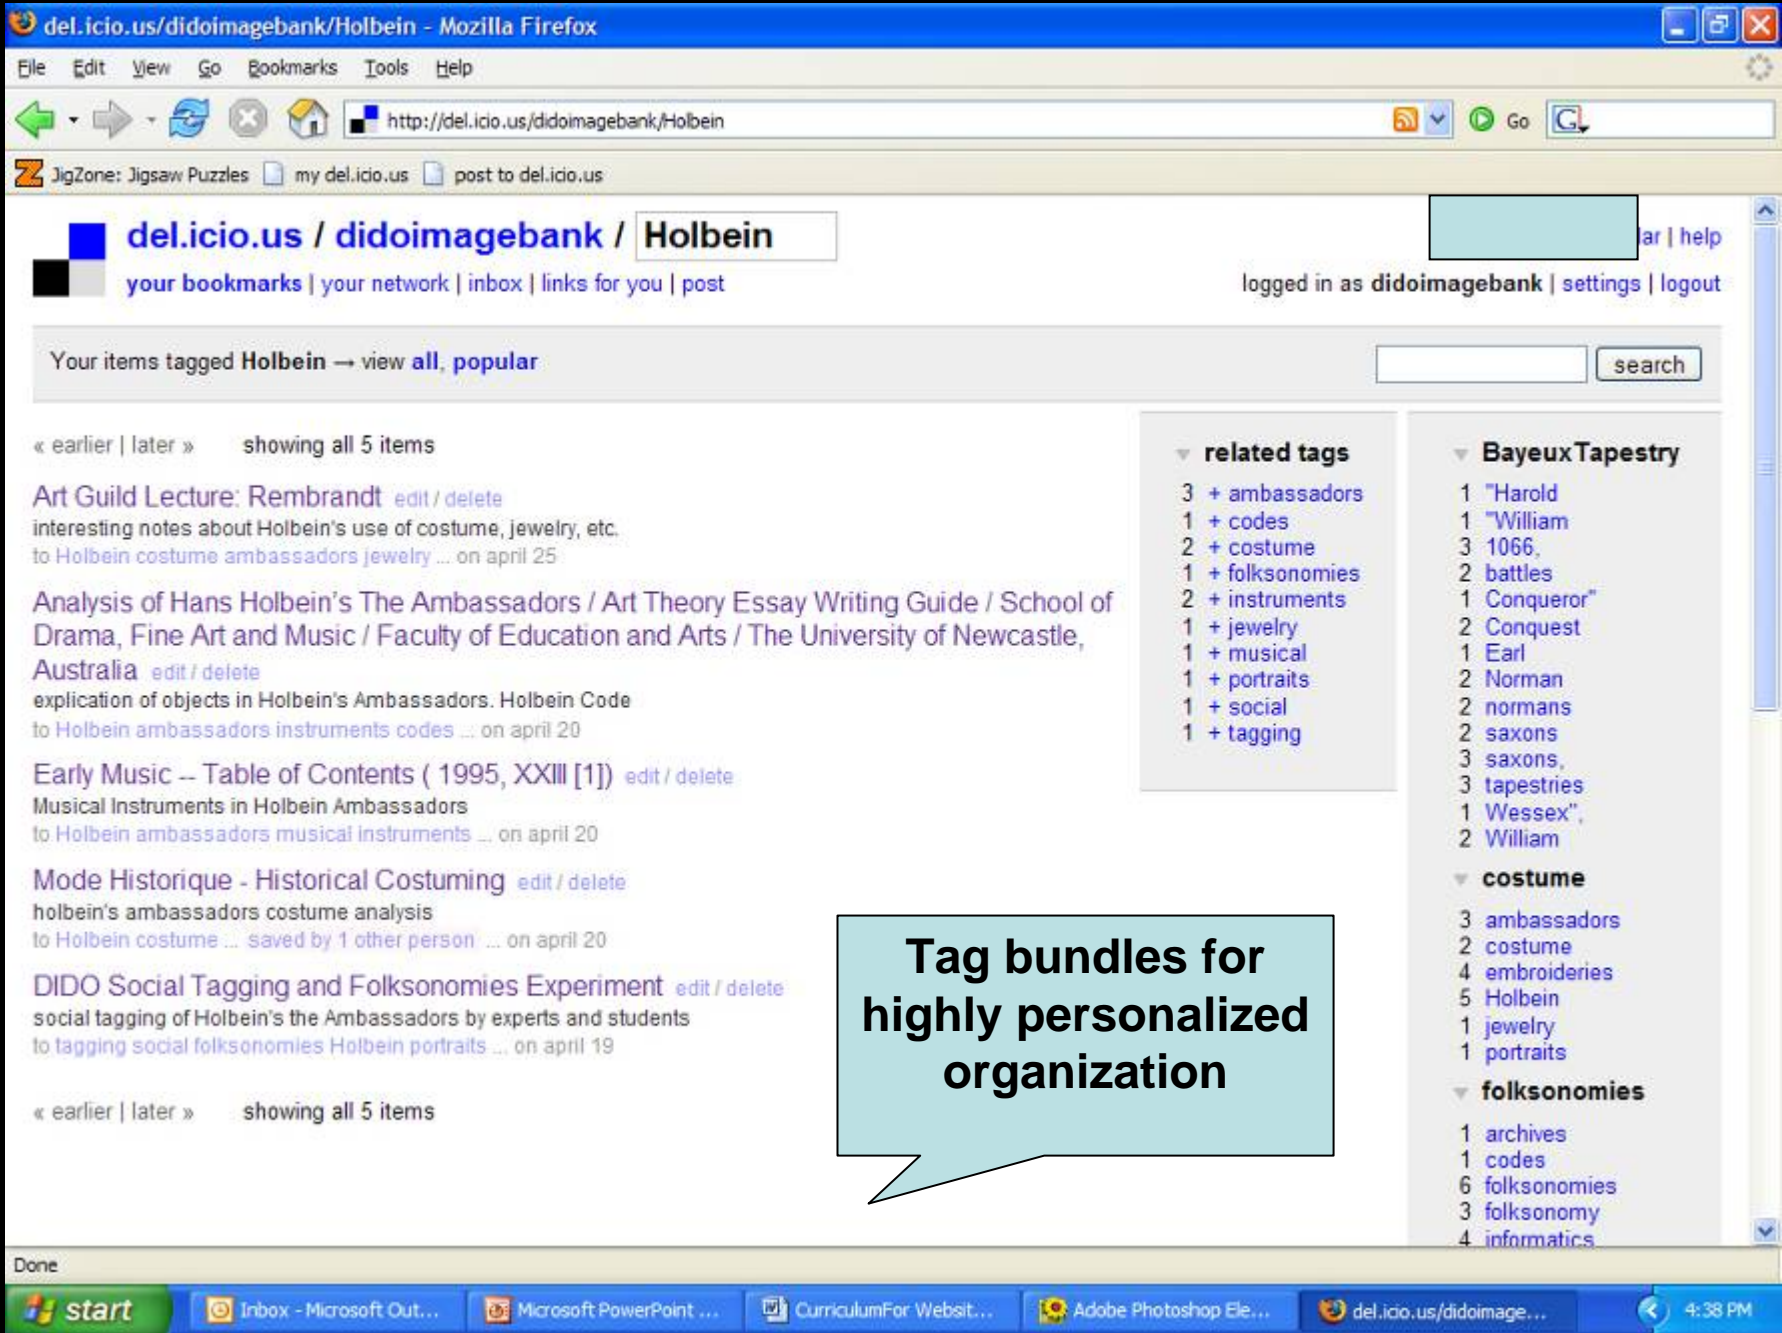 del.icio.us/didoimagebank/Holbein - Mozilla Firefox
File Edit View Go Bookmarks Tools Help
http://del.icio.us/didoimagebank/Holbein
Go
G
JigZone: Jigsaw Puzzles my del.icio.us post to del.icio.us
del.icio.us / didoimagebank / Holbein
lar | help
your bookmarks | your network | inbox | links for you | post
logged in as didoimagebank | settings | logout
Your items tagged Holbein → view all, popular
search
« earlier | later » showing all 5 items
Art Guild Lecture: Rembrandt edit / delete
interesting notes about Holbein's use of costume, jewelry, etc.
to Holbein costume ambassadors jewelry ... on april 25
Analysis of Hans Holbein's The Ambassadors / Art Theory Essay Writing Guide / School of
Drama, Fine Art and Music / Faculty of Education and Arts / The University of Newcastle,
Australia edit / delete
explication of objects in Holbein's Ambassadors. Holbein Code
to Holbein ambassadors instruments codes ... on april 20
Early Music -- Table of Contents ( 1995, XXIII [1]) edit / delete
Musical Instruments in Holbein Ambassadors
to Holbein ambassadors musical instruments ... on april 20
Mode Historique - Historical Costuming edit / delete
holbein's ambassadors costume analysis
to Holbein costume ... saved by 1 other person ... on april 20
DIDO Social Tagging and Folksonomies Experiment edit / delete
social tagging of Holbein's the Ambassadors by experts and students
to tagging social folksonomies Holbein portraits ... on april 19
« earlier | later » showing all 5 items
related tags
3 + ambassadors
1 + codes
2 + costume
1 + folksonomies
2 + instruments
1 + jewelry
1 + musical
1 + portraits
1 + social
1 + tagging
BayeuxTapestry
1 "Harold
1 "William
3 1066,
2 battles
1 Conqueror"
2 Conquest
1 Earl
2 Norman
2 normans
2 saxons
3 saxons,
3 tapestries
1 Wessex",
2 William
costume
3 ambassadors
2 costume
4 embroideries
5 Holbein
1 jewelry
1 portraits
folksonomies
1 archives
1 codes
6 folksonomies
3 folksonomy
4 informatics
Tag bundles for
highly personalized
organization
Done
start Inbox - Microsoft Out... Microsoft PowerPoint ... CurriculumFor Websit... Adobe Photoshop Ele... del.icio.us/didoimage... 4:38 PM